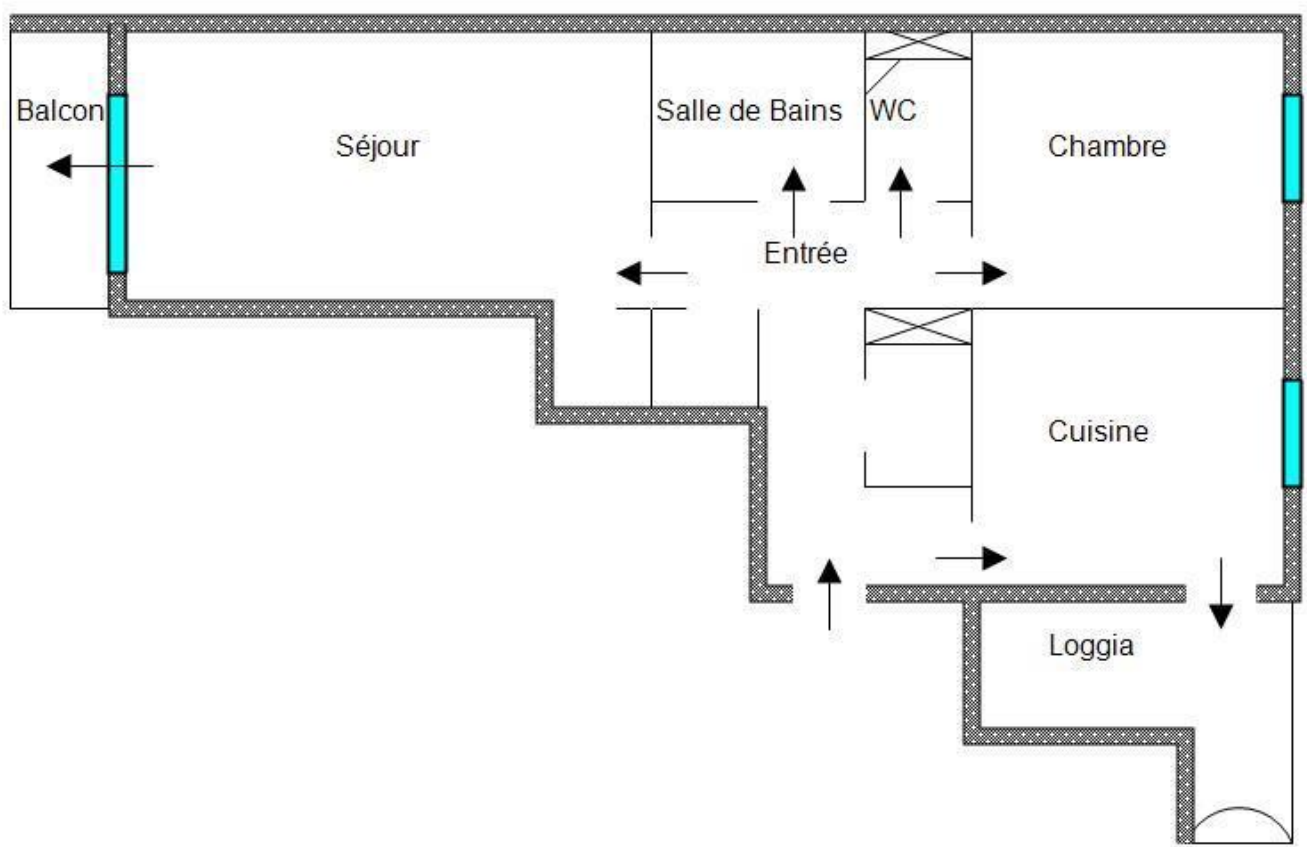 Balcon
Séjour
Salle de Bains
WC
Chambre
Entrée
Cuisine
Loggia